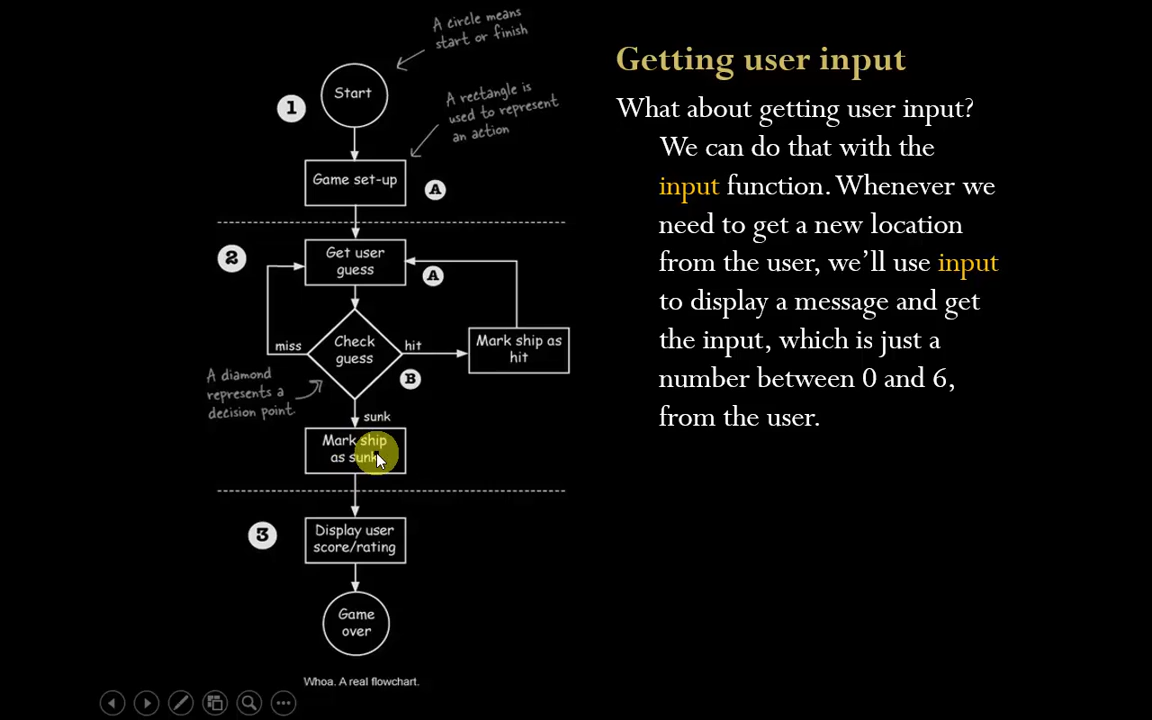 A circle means
start or finish
1
Start
A rectangle is
used to represent
an action
Game set-up
A
2
Get user
guess
A
miss
Check
guess
hit
B
Mark ship as
hit
A diamond
represents a
decision point.
sunk
Mark ship
as sunk
3
Display user
score/rating
Game
over
Whoa. A real flowchart.
Getting user input
What about getting user input?
We can do that with the
input function. Whenever we
need to get a new location
from the user, we’ll use input
to display a message and get
the input, which is just a
number between 0 and 6,
from the user.